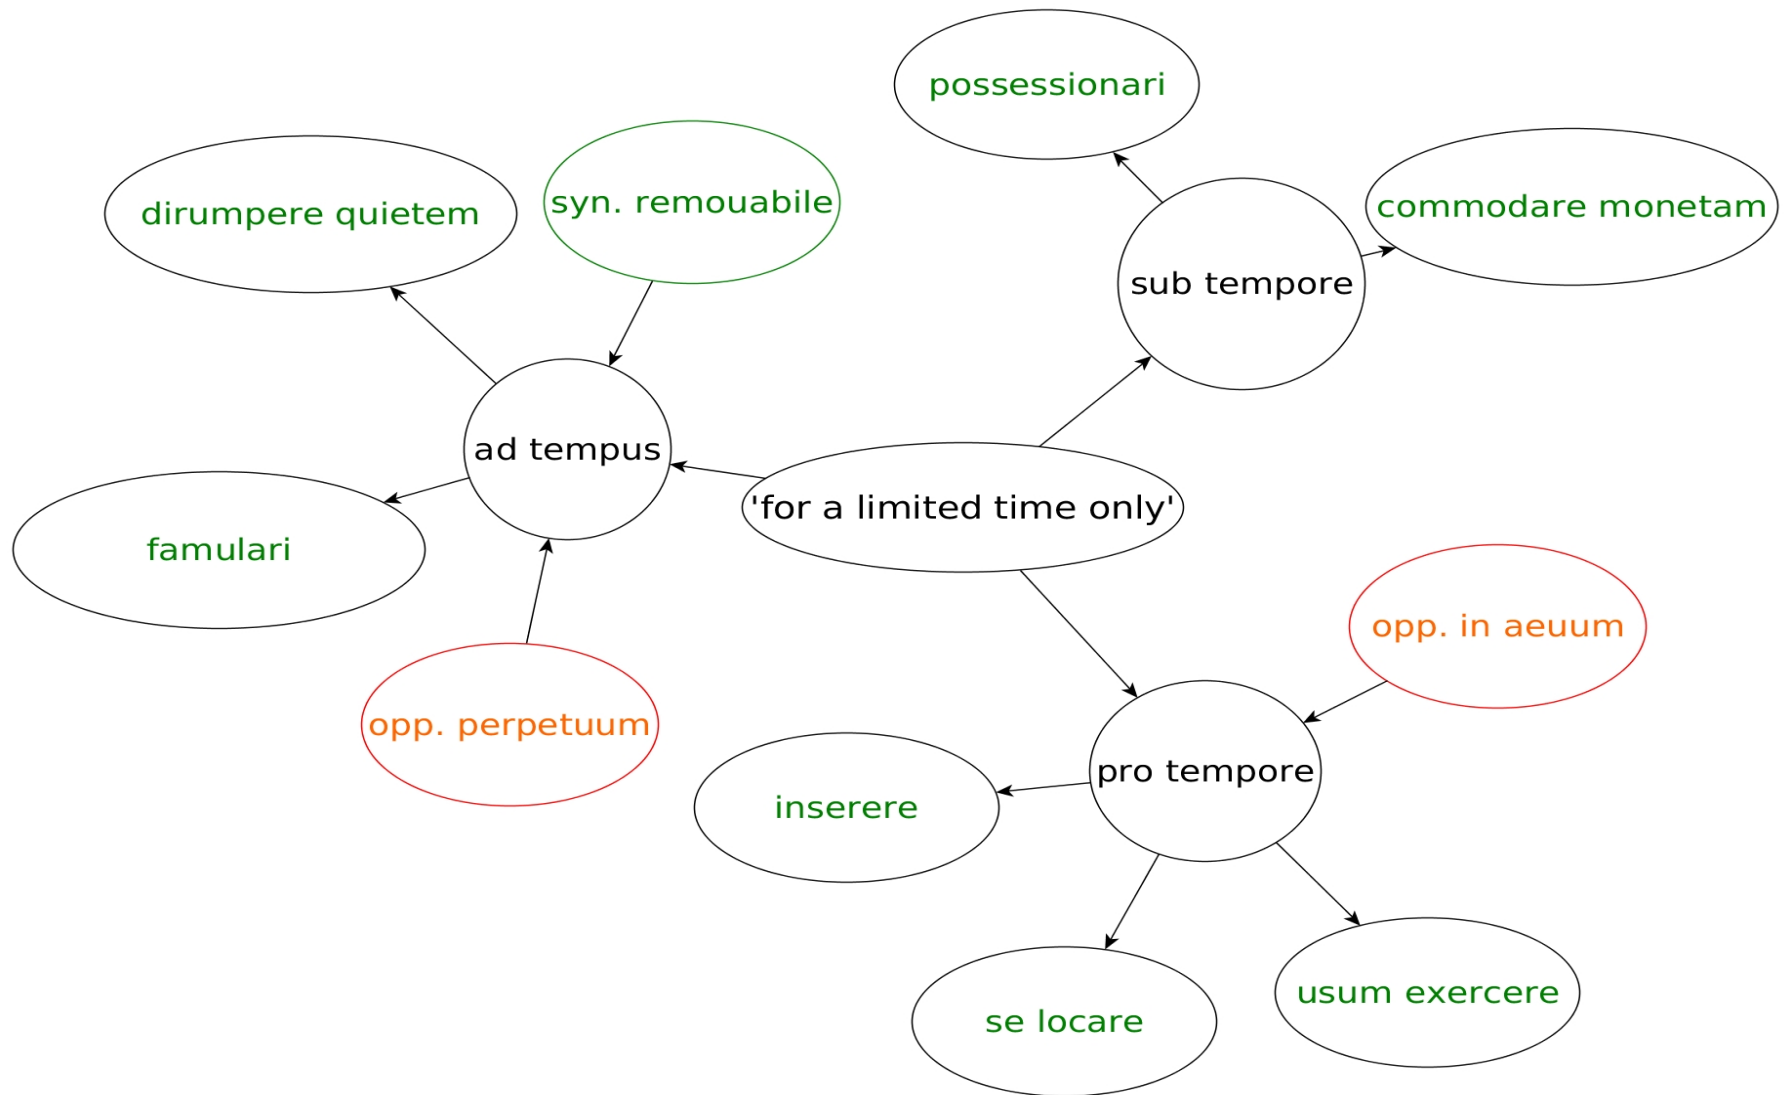 possessionari
dirumpere quietem
syn. remouabile
commodare monetam
sub tempore
ad tempus
'for a limited time only'
famulari
opp. in aeuum
opp. perpetuum
pro tempore
inserere
usum exercere
se locare